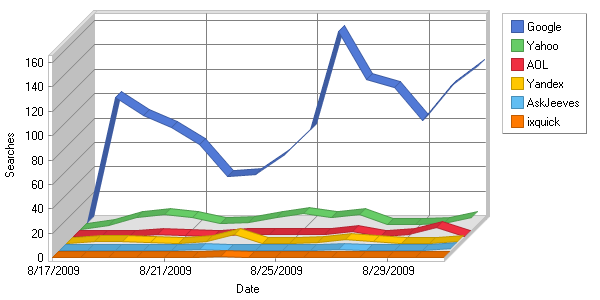 Google
Yahoo
AOL
Yandex
AskJeeves
ixquick
Searches
160
140
120
100
80
60
40
20
0
8/17/2009 8/21/2009 8/25/2009 8/29/2009
Date